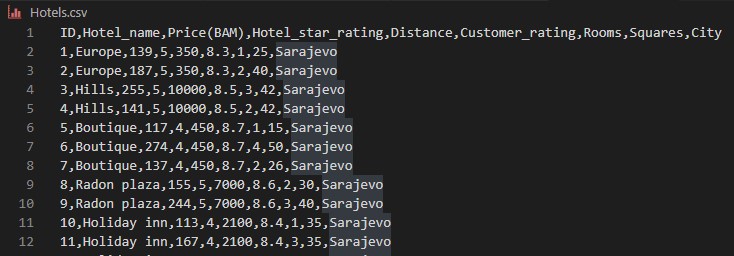 Hotels.csv
1 ID,Hotel_name,Price(BAM),Hotel_star_rating,Distance,Customer_rating,Rooms,Squares,City
2 1,Europe,139,5,350,8.3,1,25,Sarajevo
3 2,Europe,187,5,350,8.3,2,40,Sarajevo
4 3,Hills,255,5,10000,8.5,3,42,Sarajevo
5 4,Hills,141,5,10000,8.5,2,42,Sarajevo
6 5,Boutique,117,4,450,8.7,1,15,Sarajevo
7 6,Boutique,274,4,450,8.7,4,50,Sarajevo
8 7,Boutique,137,4,450,8.7,2,26,Sarajevo
9 8,Radon plaza,155,5,7000,8.6,2,30,Sarajevo
10 9,Radon plaza,244,5,7000,8.6,3,40,Sarajevo
11 10,Holiday inn,113,4,2100,8.4,1,35,Sarajevo
12 11,Holiday inn,167,4,2100,8.4,3,35,Sarajevo